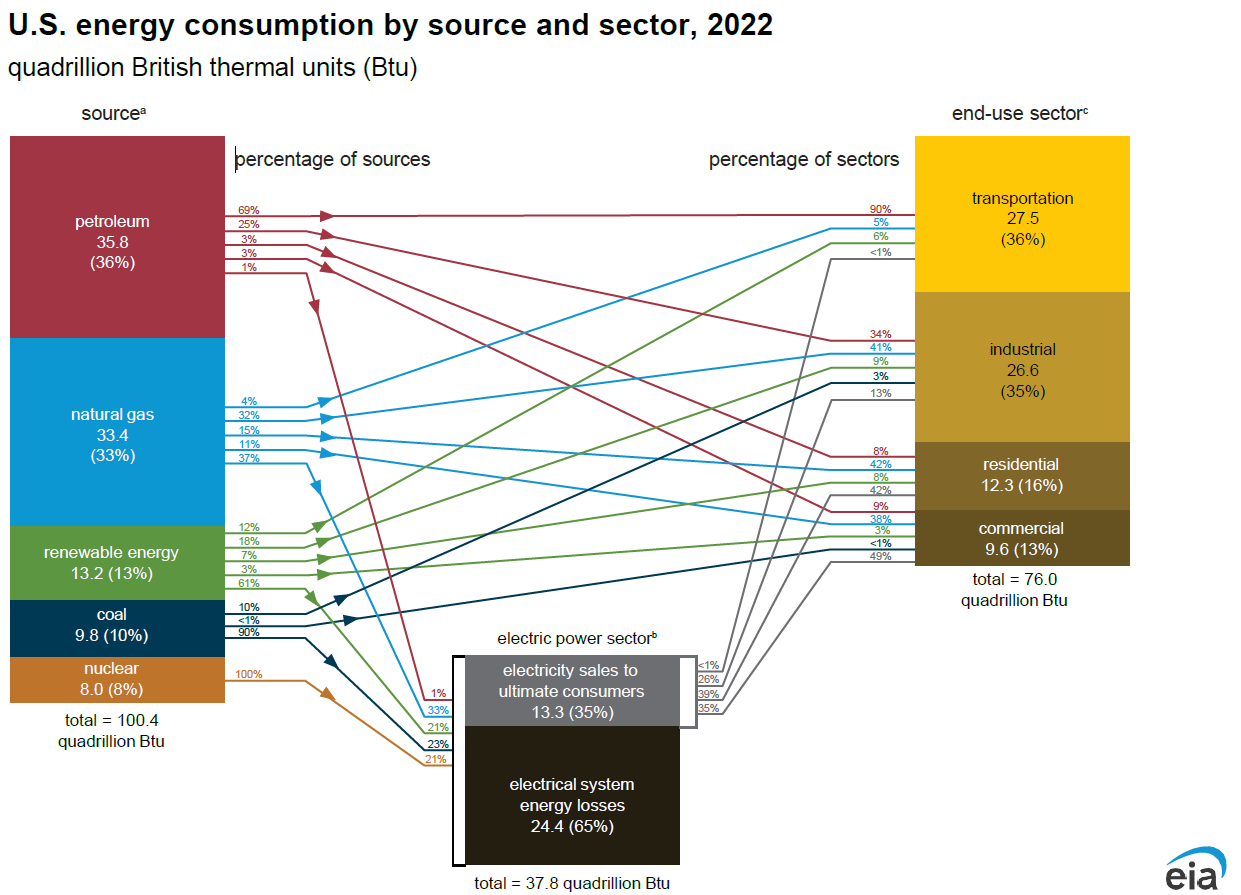 U.S. energy consumption by source and sector, 2022
quadrillion British thermal units (Btu)
sourceᵃ
end-use sectorᶜ
percentage of sources
percentage of sectors
petroleum
35.8
(36%)
69%
25%
3%
3%
1%
natural gas
33.4
(33%)
4%
32%
15%
11%
37%
renewable energy
13.2 (13%)
12%
18%
7%
3%
61%
coal
9.8 (10%)
10%
<1%
90%
nuclear
8.0 (8%)
100%
total = 100.4
quadrillion Btu
electric power sectorᵇ
1%
33%
21%
23%
21%
electricity sales to
ultimate consumers
13.3 (35%)
electrical system
energy losses
24.4 (65%)
<1%
26%
39%
35%
total = 37.8 quadrillion Btu
90%
5%
6%
<1%
transportation
27.5
(36%)
34%
41%
9%
3%
13%
industrial
26.6
(35%)
8%
42%
8%
42%
residential
12.3 (16%)
9%
38%
3%
<1%
49%
commercial
9.6 (13%)
total = 76.0
quadrillion Btu
eia